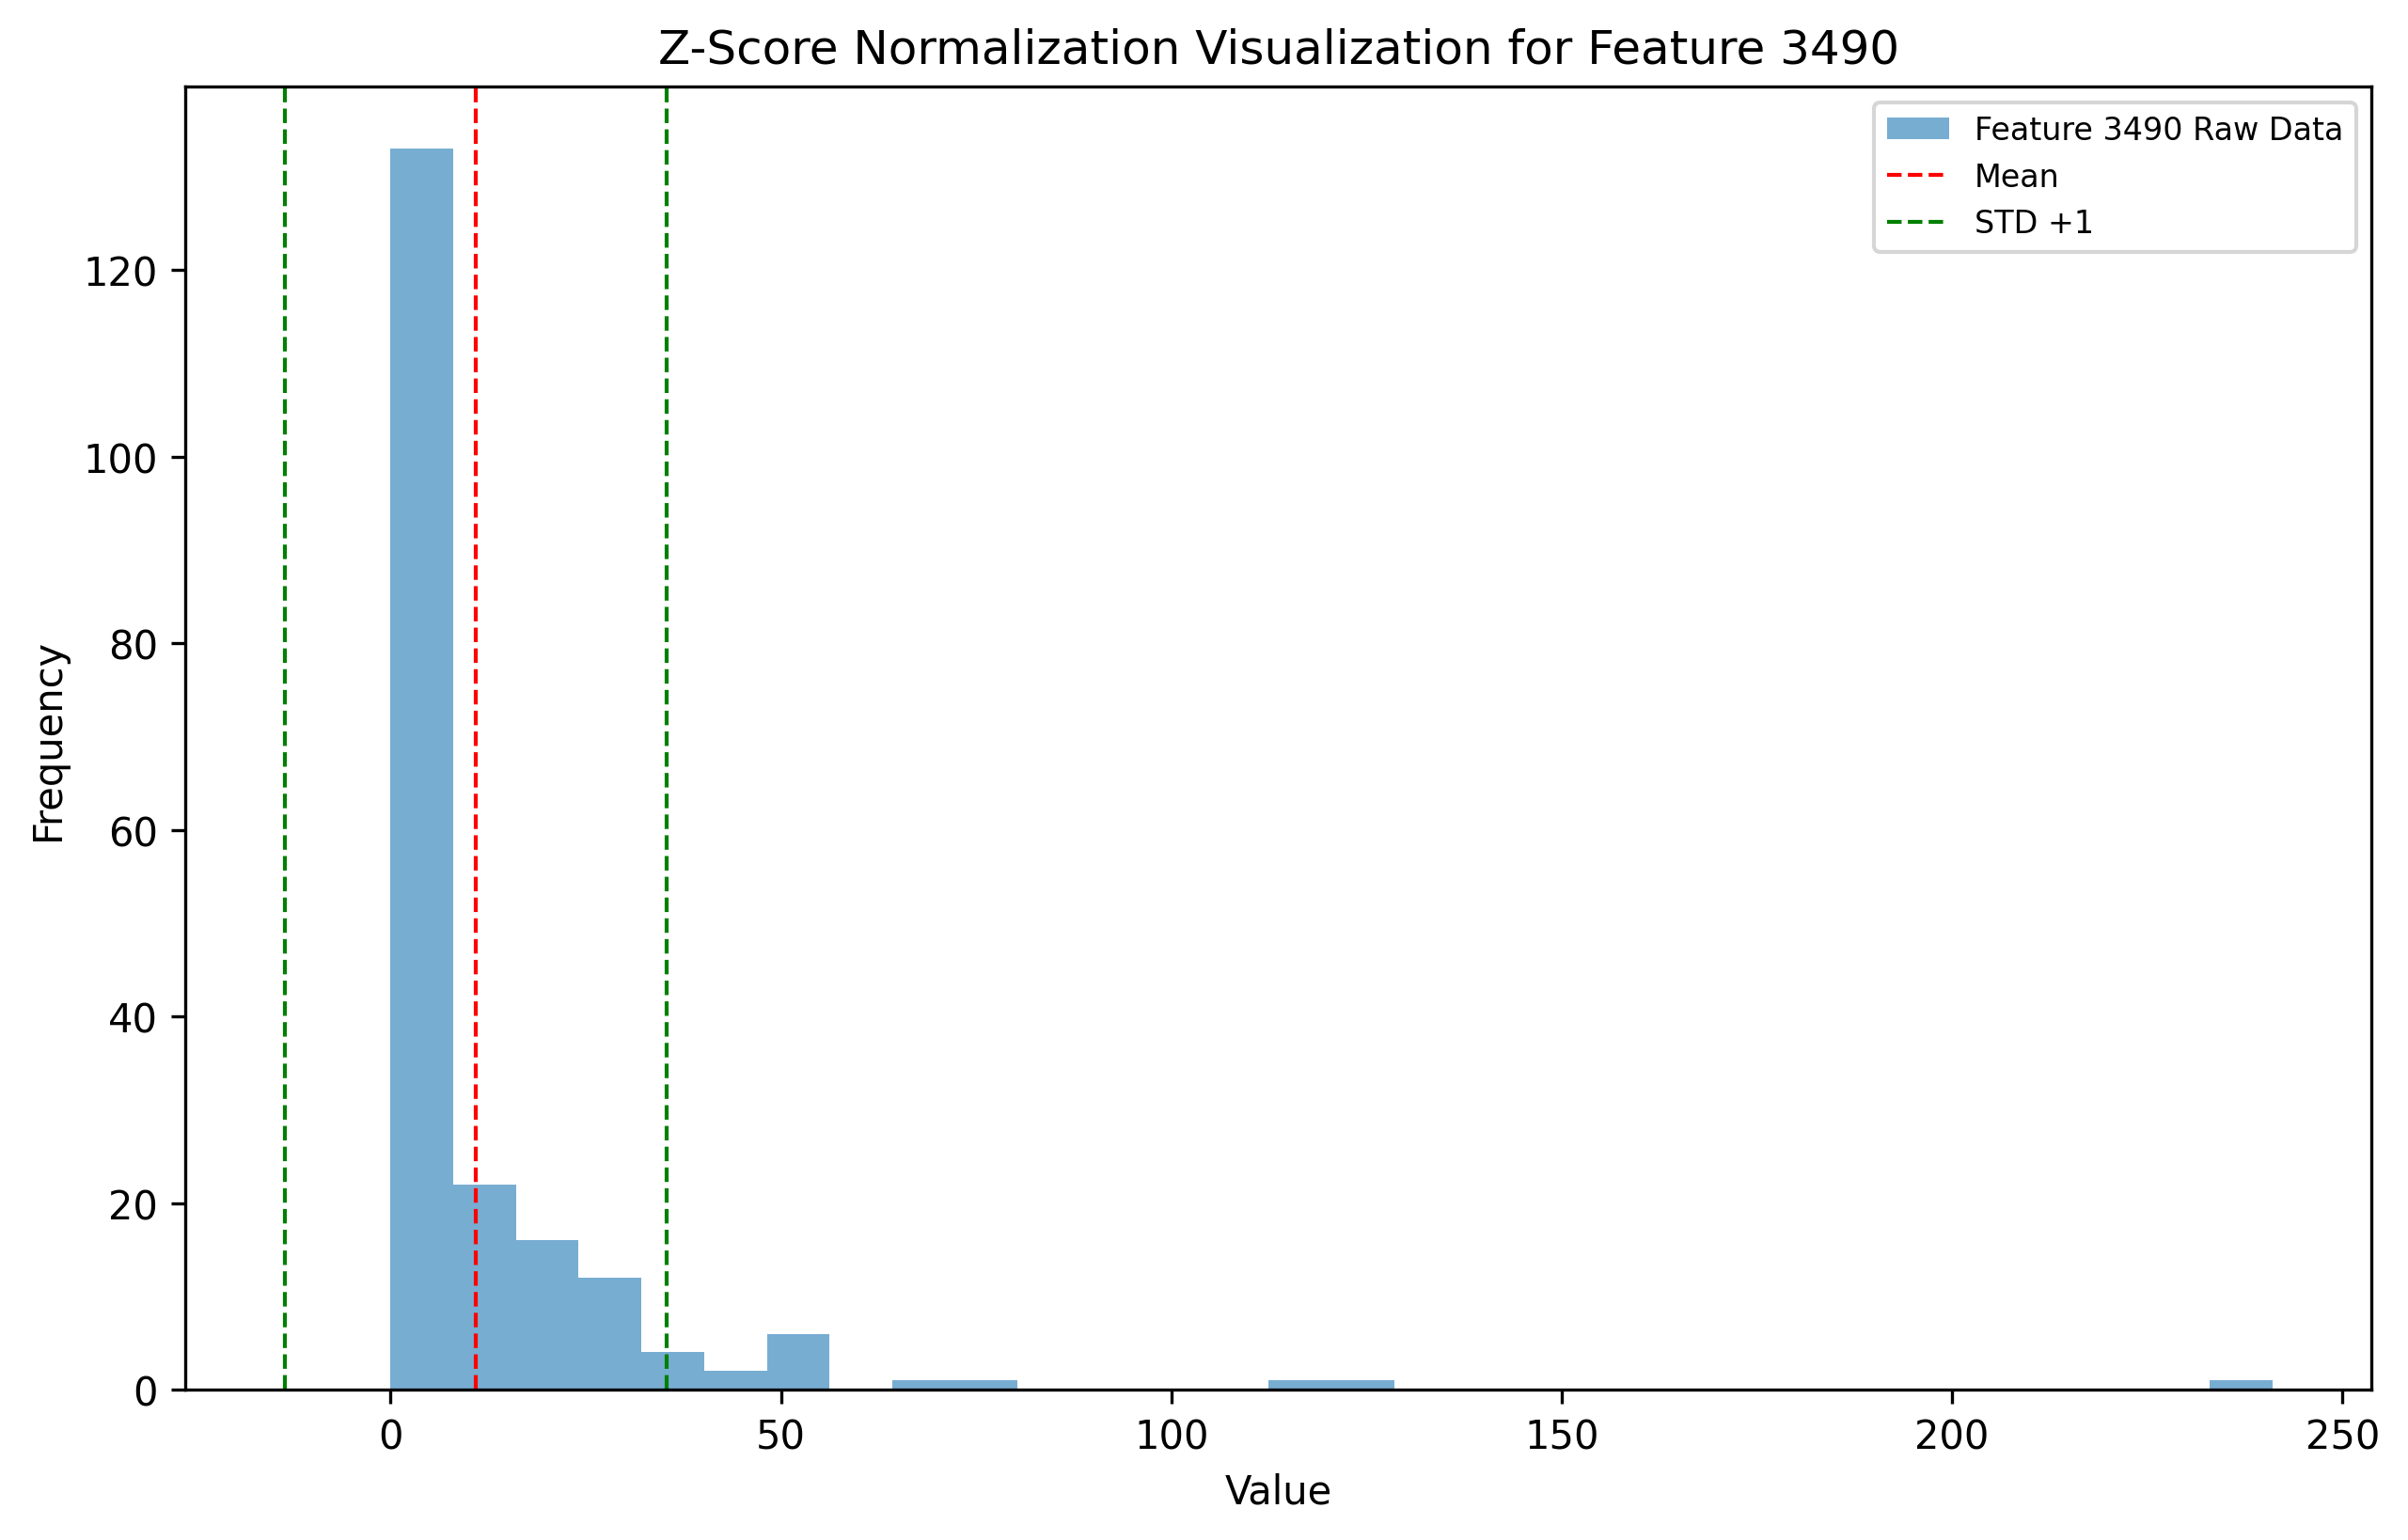 Z-Score Normalization Visualization for Feature 3490
Feature 3490 Raw Data
Mean
STD +1
Frequency
120
100
80
60
40
20
0
0 50 100 150 200 250
Value